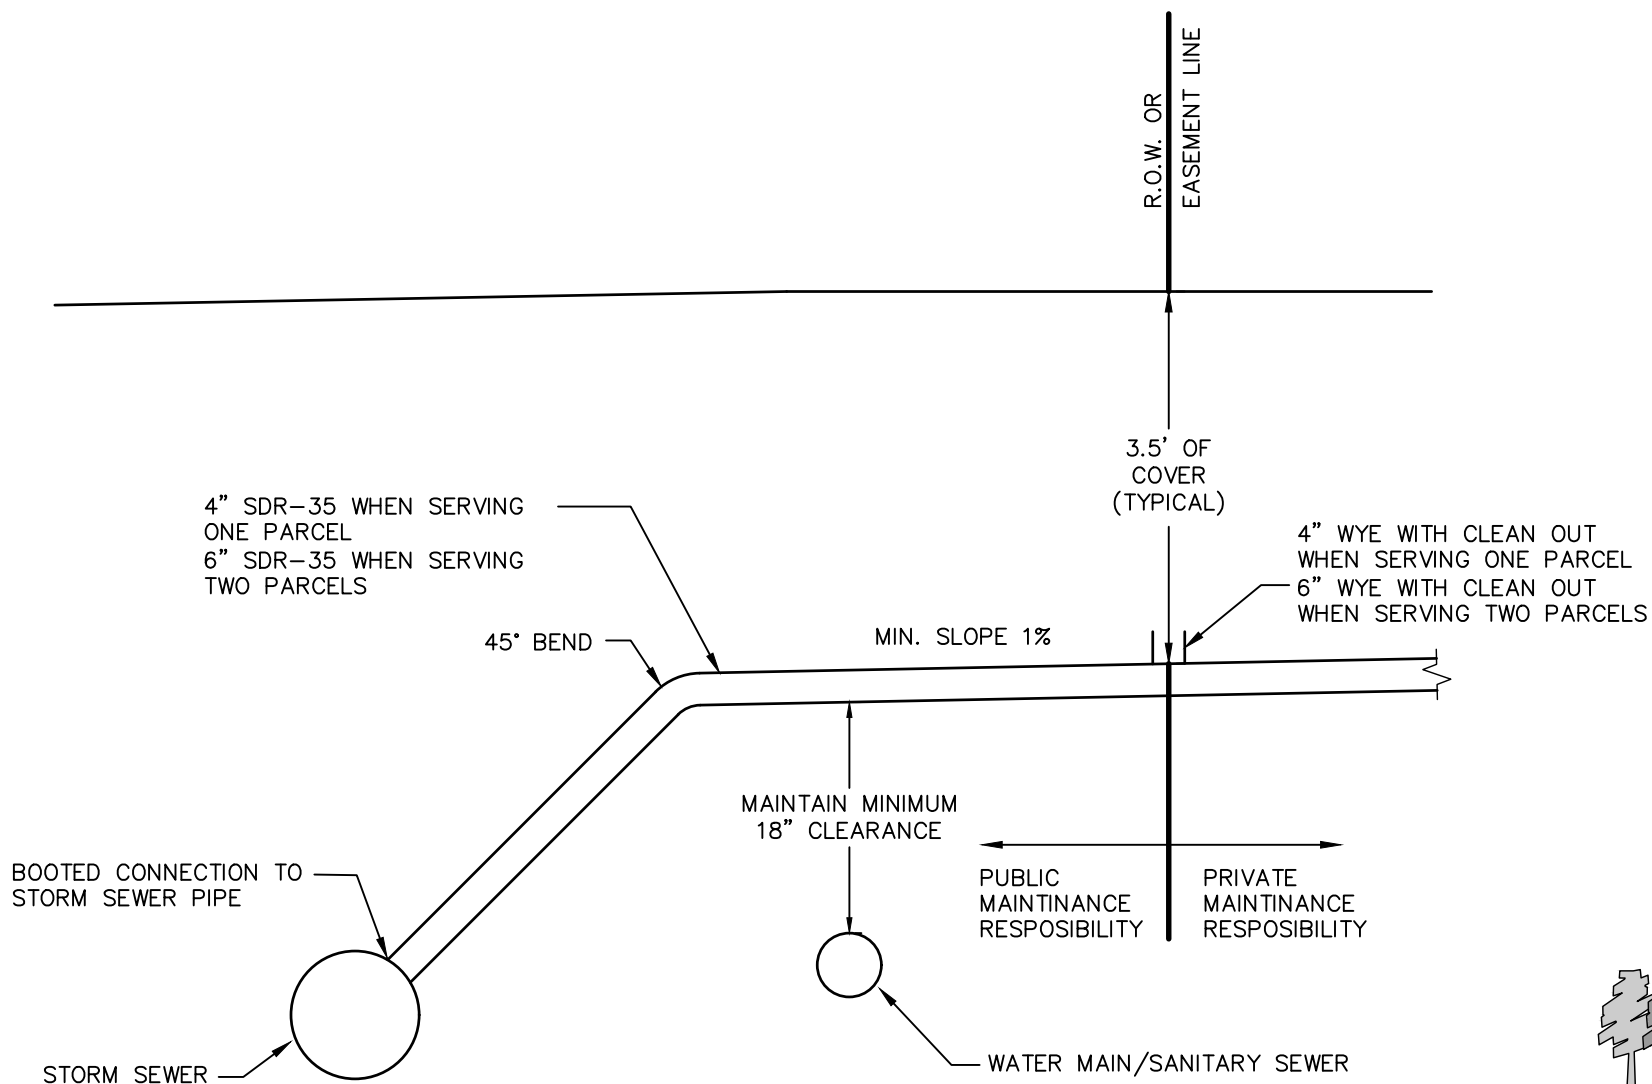 R.O.W. OR
EASEMENT LINE
3.5' OF
COVER
(TYPICAL)
4" SDR-35 WHEN SERVING
ONE PARCEL
6" SDR-35 WHEN SERVING
TWO PARCELS
4" WYE WITH CLEAN OUT
WHEN SERVING ONE PARCEL
6" WYE WITH CLEAN OUT
WHEN SERVING TWO PARCELS
45° BEND
MIN. SLOPE 1%
MAINTAIN MINIMUM
18" CLEARANCE
BOOTED CONNECTION TO
STORM SEWER PIPE
PUBLIC
MAINTINANCE
RESPOSIBILITY
PRIVATE
MAINTINANCE
RESPOSIBILITY
STORM SEWER
WATER MAIN/SANITARY SEWER